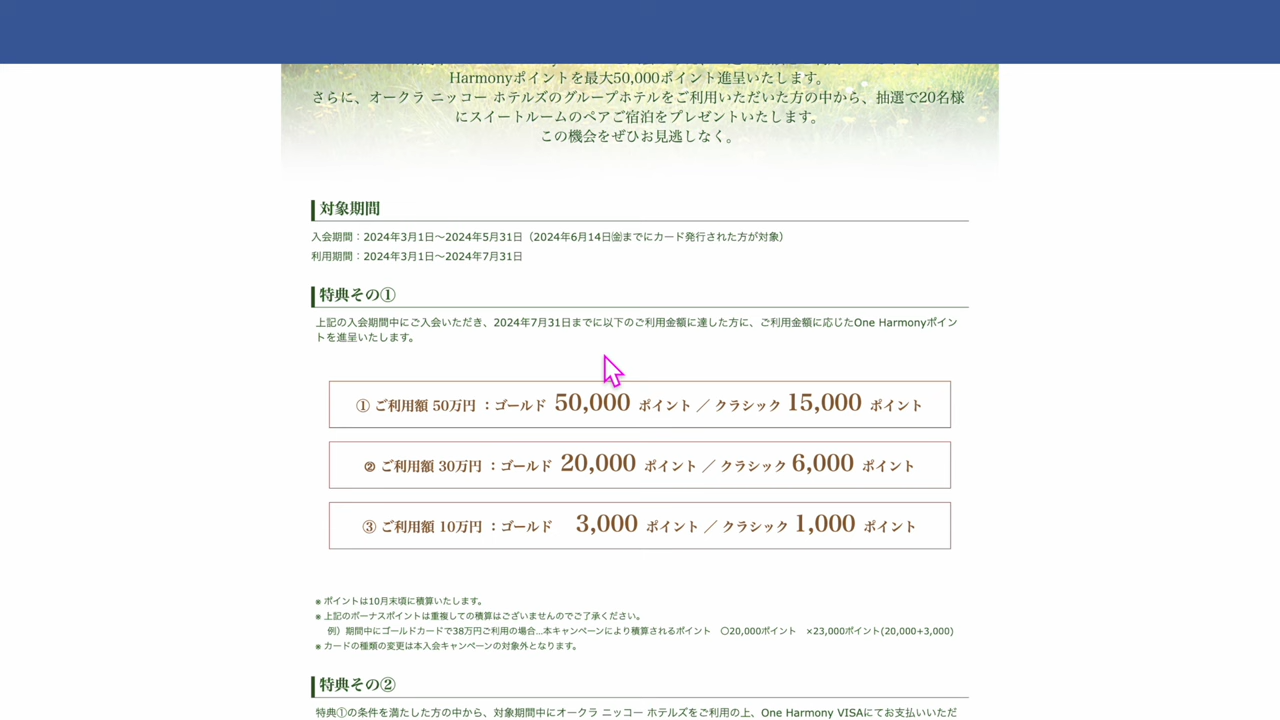 Harmonyポイントを最大50,000ポイント進呈いたします。
さらに、オークラ ニッコー ホテルズのグループホテルをご利用いただいた方の中から、抽選で20名様
にスイートルームのペアご宿泊をプレゼントいたします。
この機会をぜひお見逃しなく。
対象期間
入会期間：2024年3月1日～2024年5月31日（2024年6月14日㊎までにカード発行された方が対象）
利用期間：2024年3月1日～2024年7月31日
特典その①
上記の入会期間中にご入会いただき、2024年7月31日までに以下のご利用金額に達した方に、ご利用金額に応じたOne Harmonyポイン
トを進呈いたします。
① ご利用額 50万円 ：ゴールド 50,000 ポイント ／ クラシック 15,000 ポイント
② ご利用額 30万円 ：ゴールド 20,000 ポイント ／ クラシック 6,000 ポイント
③ ご利用額 10万円 ：ゴールド 3,000 ポイント ／ クラシック 1,000 ポイント
※ ポイントは10月末頃に積算いたします。
※ 上記のボーナスポイントは重複しての積算はございませんのでご了承ください。
例）期間中にゴールドカードで38万円ご利用の場合…本キャンペーンにより積算されるポイント　〇20,000ポイント　×23,000ポイント(20,000+3,000)
※ カードの種類の変更は本入会キャンペーンの対象外となります。
特典その②
特典①の条件を満たした方の中から、対象期間中にオークラ ニッコー ホテルズをご利用の上、One Harmony VISAにてお支払いいただ